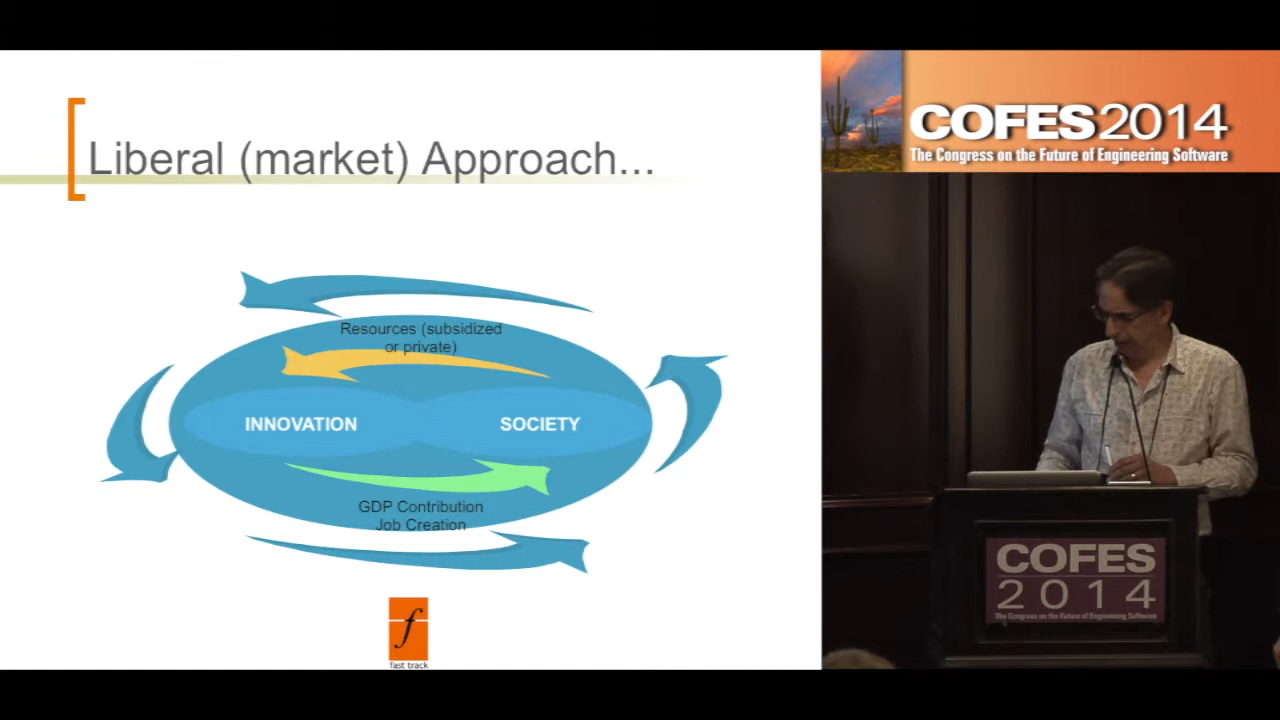 Liberal (market) Approach...
Resources (subsidized
or private)
INNOVATION
SOCIETY
GDP Contribution
Job Creation
f
fast track
COFES2014
The Congress on the Future of Engineering Software
COFES
2014
The Congress on the Future of Engineering Software